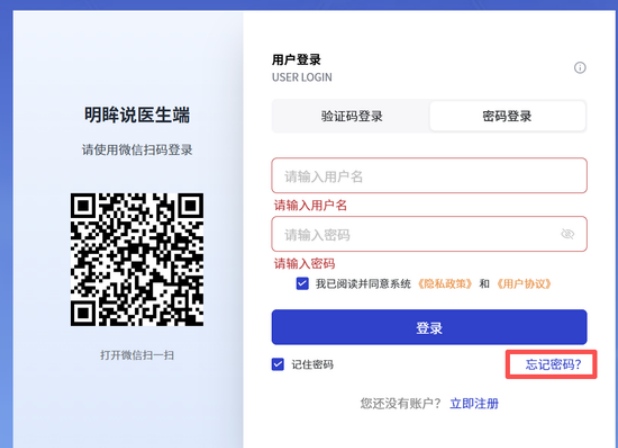 明眸说医生端
请使用微信扫码登录
打开微信扫一扫
用户登录
USER LOGIN
验证码登录 密码登录
请输入用户名
请输入用户名
请输入密码
请输入密码
我已阅读并同意系统 《隐私政策》 和 《用户协议》
登录
记住密码 忘记密码?
您还没有账户? 立即注册